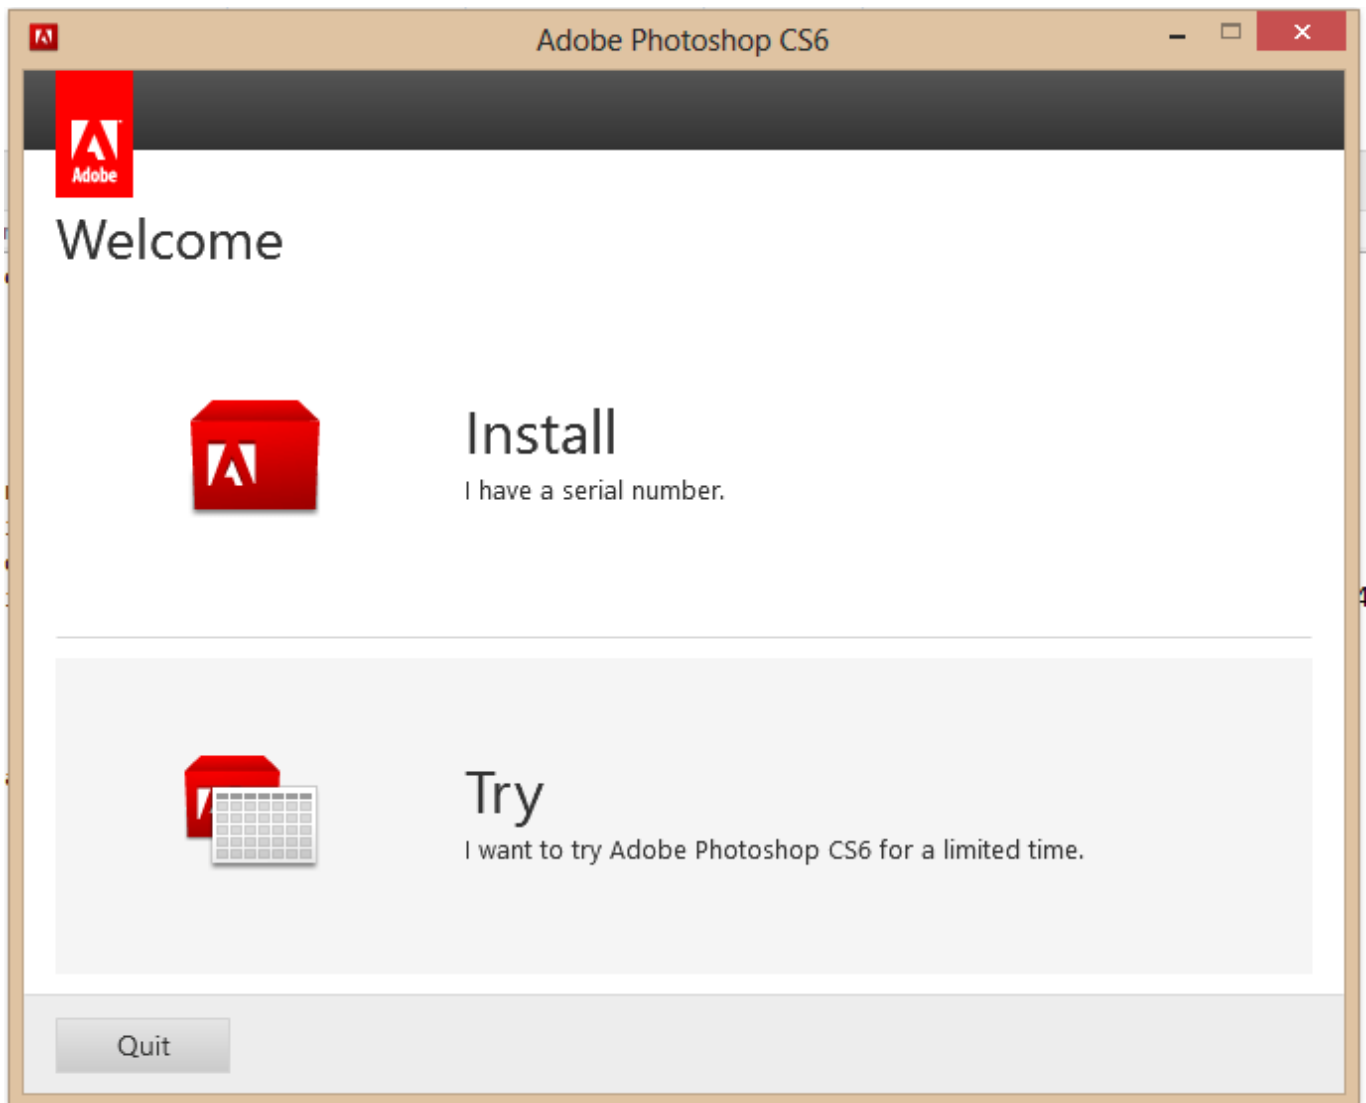 Adobe Photoshop CS6
Adobe
Welcome
Install
I have a serial number.
Try
I want to try Adobe Photoshop CS6 for a limited time.
Quit